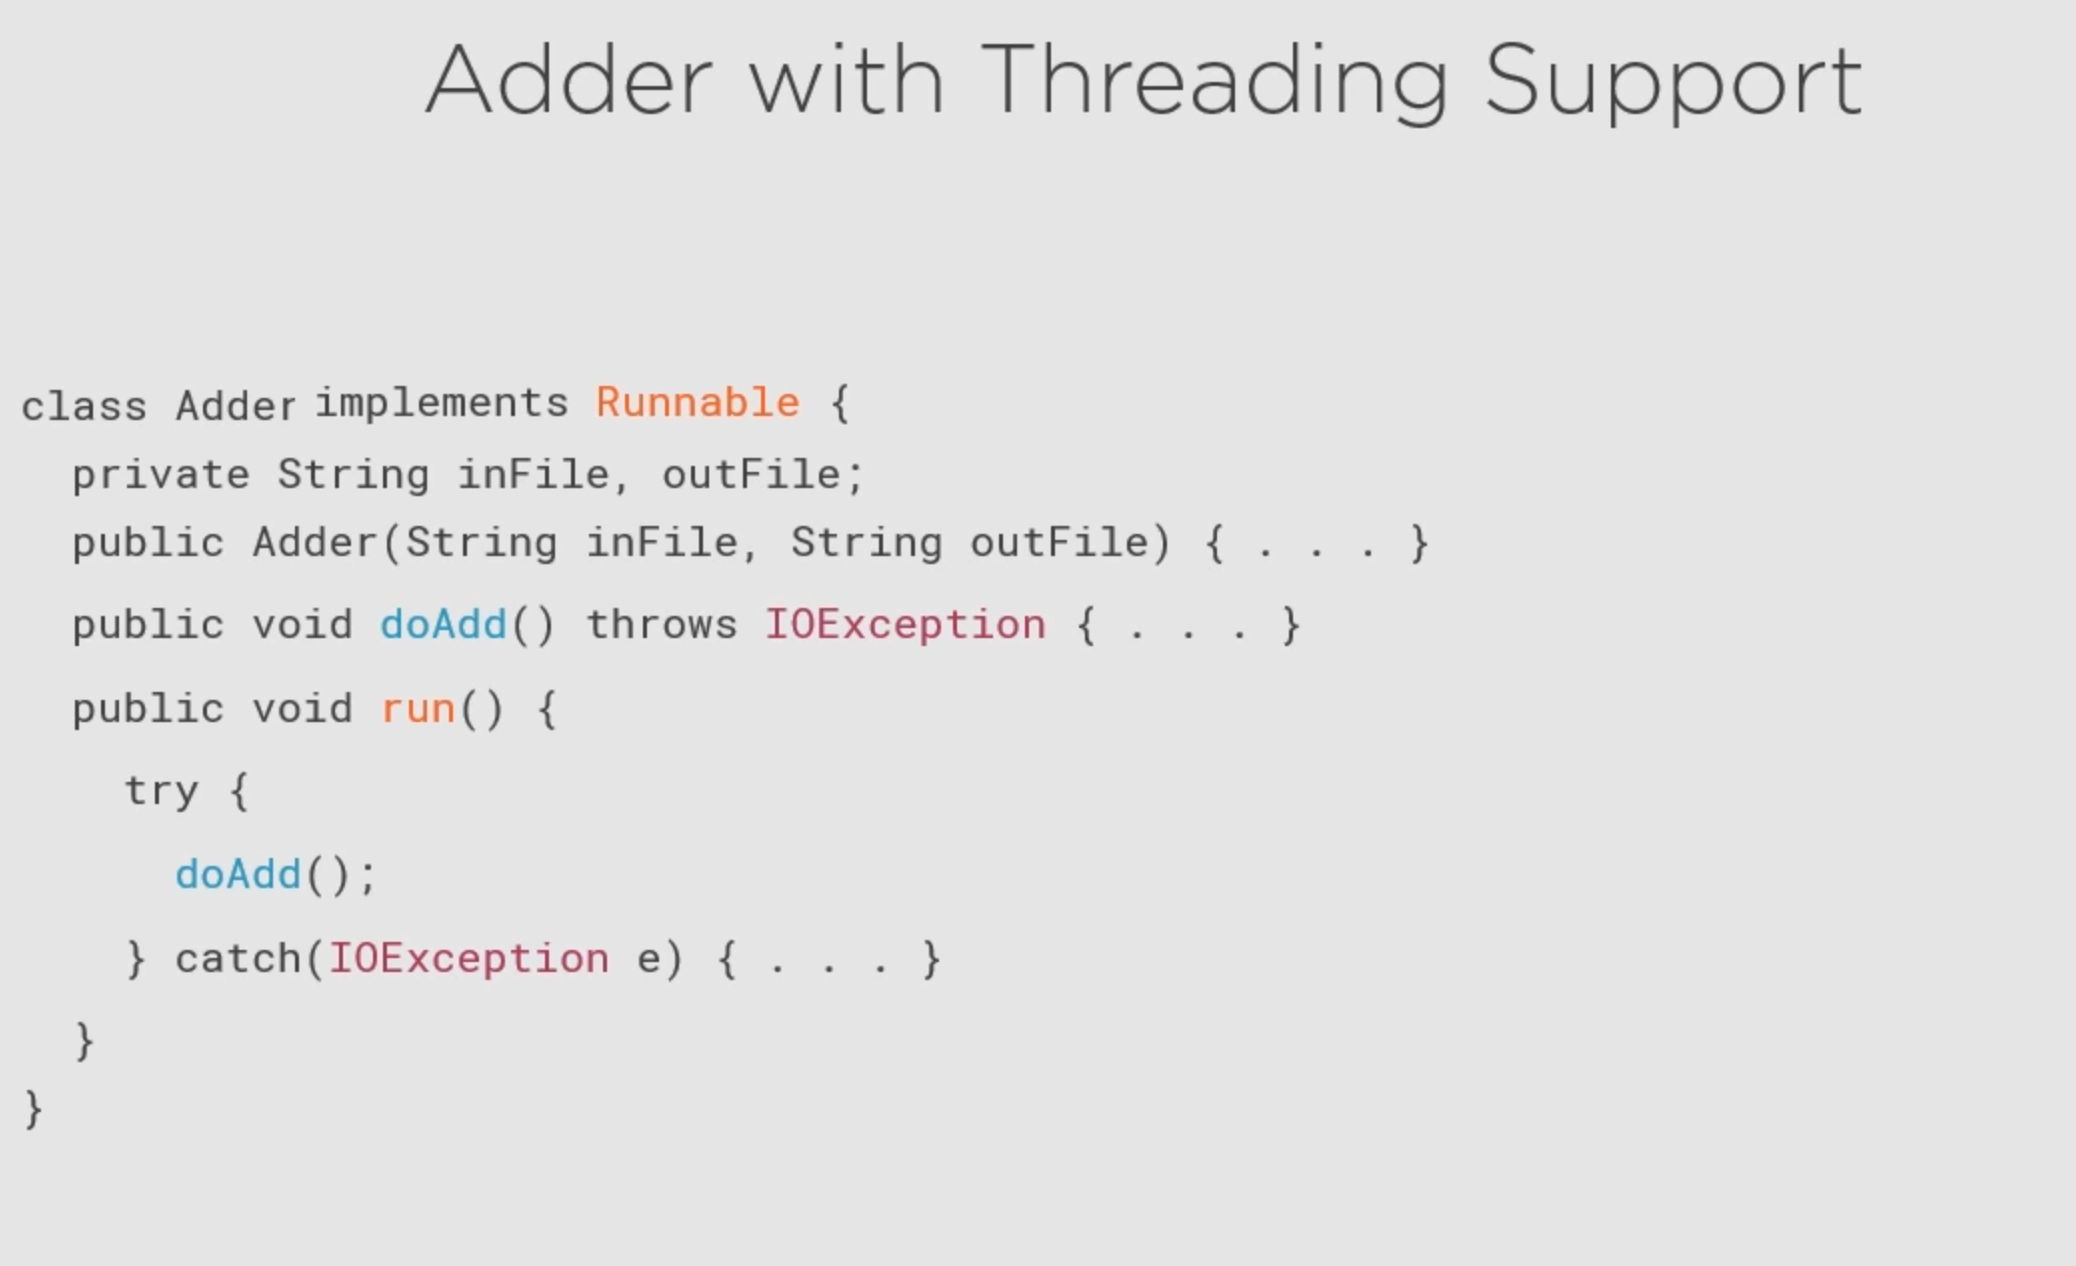 Adder with Threading Support
class Adder implements Runnable {
private String inFile, outFile;
public Adder(String inFile, String outFile) { . . . }
public void doAdd() throws IOException { . . . }
public void run() {
try {
doAdd();
} catch(IOException e) { . . . }
}
}